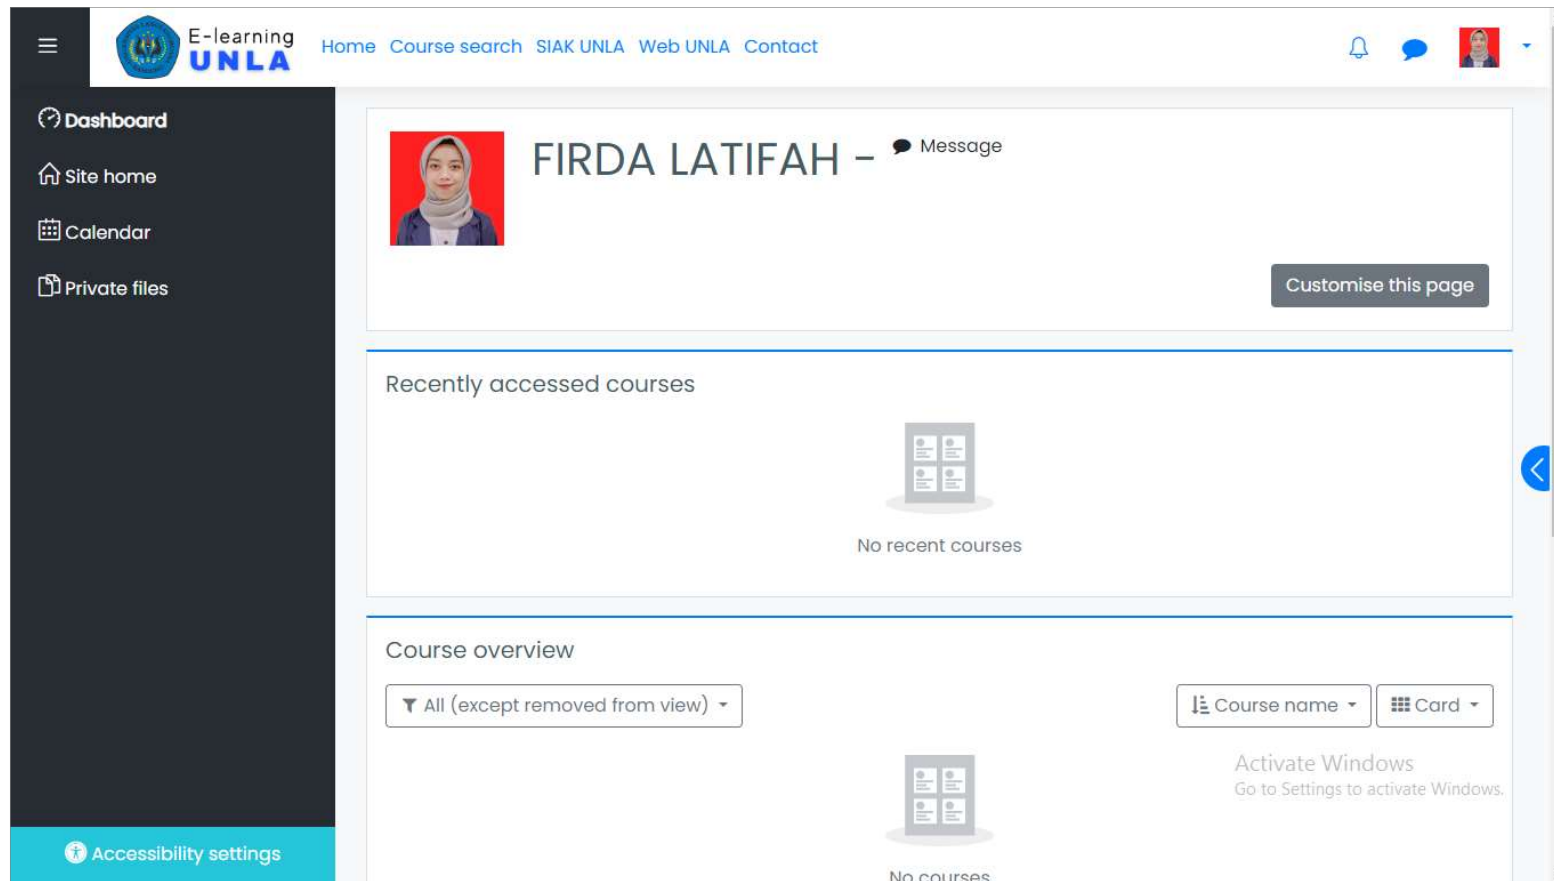 E-learning
UNLA
Home Course search SIAK UNLA Web UNLA Contact
Dashboard
Site home
Calendar
Private files
Accessibility settings
FIRDA LATIFAH - Message
Customise this page
Recently accessed courses
No recent courses
Course overview
All (except removed from view) Course name Card
Activate Windows
Go to Settings to activate Windows.
No courses